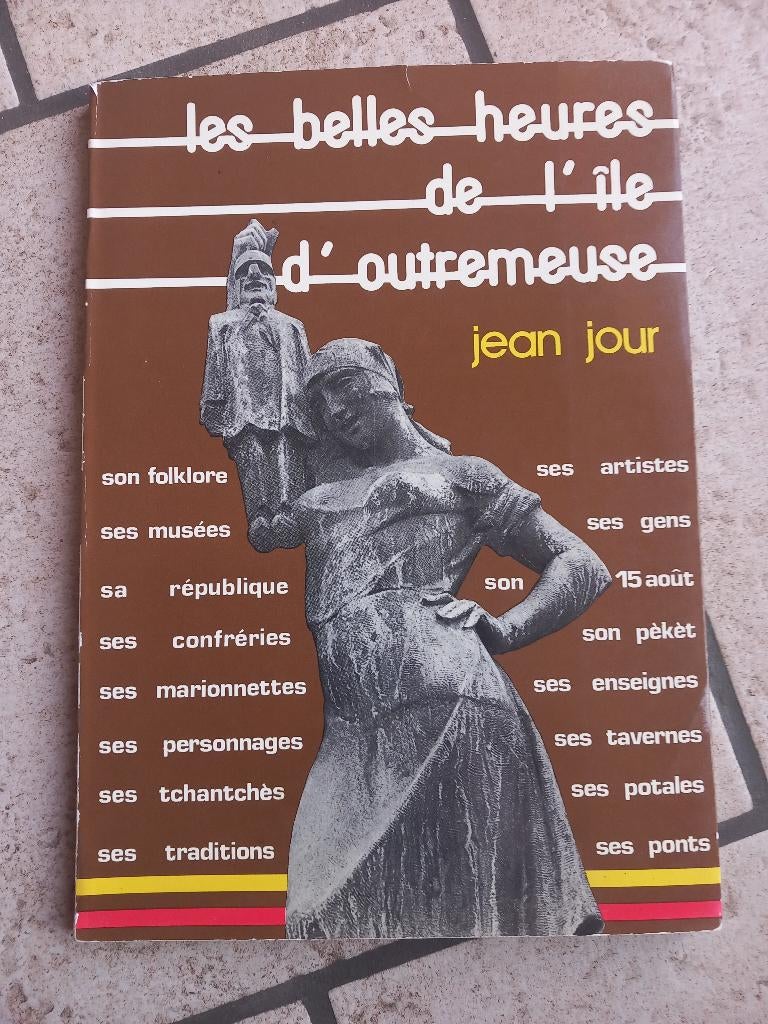 les belles heures
de l'île
d'outremeuse
jean jour
son folklore
ses musées
sa république
ses confréries
ses marionnettes
ses personnages
ses tchantchès
ses traditions
ses artistes
ses gens
son 15 août
son pèkèt
ses enseignes
ses tavernes
ses potales
ses ponts